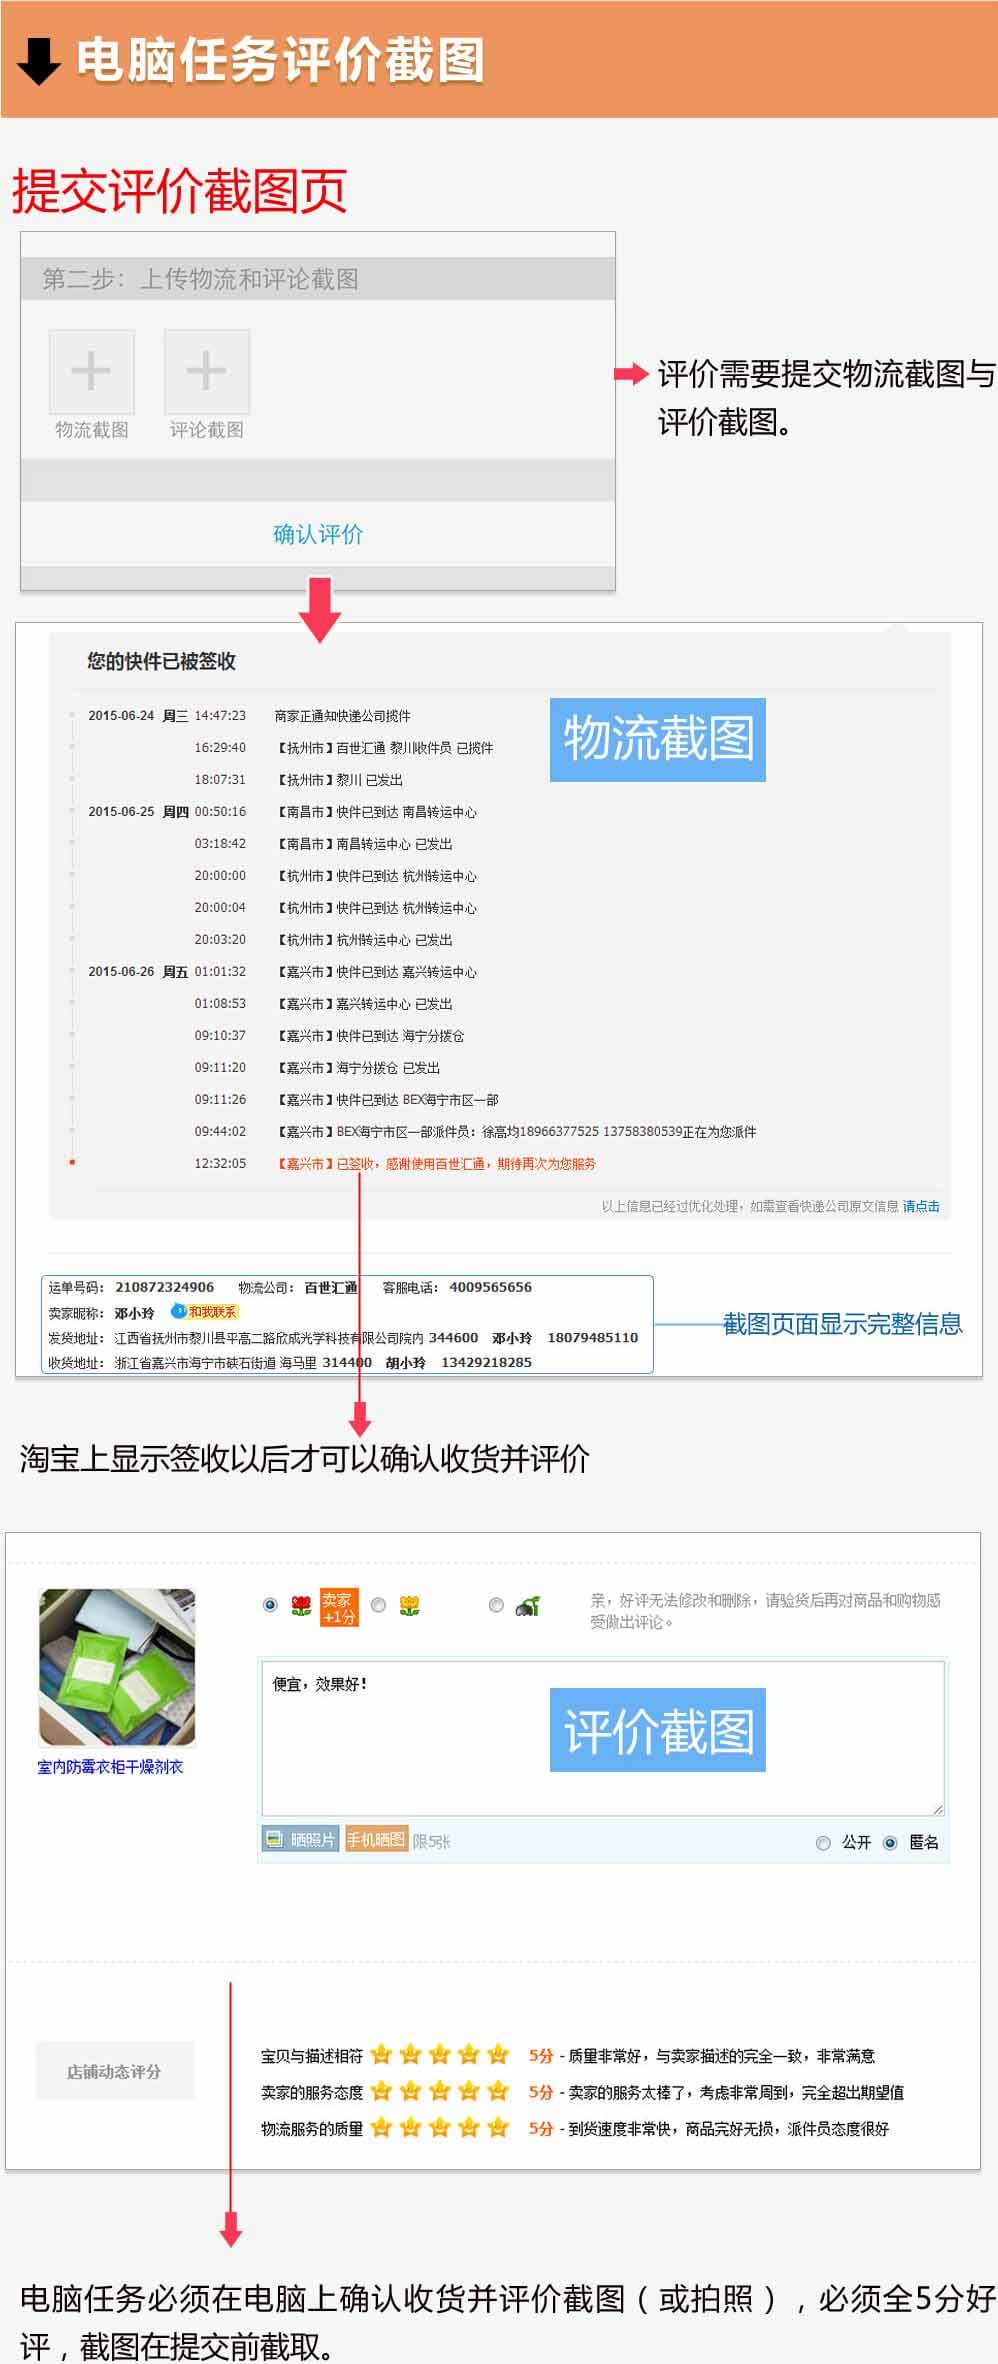 电脑任务评价截图
提交评价截图页
第二步：上传物流和评论截图
物流截图 评论截图
评价需要提交物流截图与
评价截图。
确认评价
您的快件已被签收
2015-06-24 周三 14:47:23 商家正通知快递公司揽件
物流截图
16:29:40 【抚州市】百世汇通 黎川收件员 已揽件
18:07:31 【抚州市】黎川 已发出
2015-06-25 周四 00:50:16 【南昌市】快件已到达 南昌转运中心
03:18:42 【南昌市】南昌转运中心 已发出
20:00:00 【杭州市】快件已到达 杭州转运中心
20:00:04 【杭州市】快件已到达 杭州转运中心
20:03:20 【杭州市】杭州转运中心 已发出
2015-06-26 周五 01:01:32 【嘉兴市】快件已到达 嘉兴转运中心
01:08:53 【嘉兴市】嘉兴转运中心 已发出
09:10:37 【嘉兴市】快件已到达 海宁分拨仓
09:11:20 【嘉兴市】海宁分拨仓 已发出
09:11:26 【嘉兴市】快件已到达 BEX海宁市区一部
09:44:02 【嘉兴市】BEX海宁市区一部派件员：徐高均18966377525 13758380539正在为您派件
12:32:05 【嘉兴市】已签收，感谢使用百世汇通，期待再次为您服务
以上信息已经过优化处理，如需查看快递公司原文信息 请点击
运单号码： 210872324906 物流公司： 百世汇通 客服电话： 4009565656
卖家昵称： 邓小玲 和我联系
发货地址： 江西省抚州市黎川县平高二路欣成光学科技有限公司院内 344600 邓小玲 18079485110
收货地址： 浙江省嘉兴市海宁市硖石街道 海马里 314400 胡小玲 13429218285
截图页面显示完整信息
淘宝上显示签收以后才可以确认收货并评价
卖家
+1分
亲，好评无法修改和删除，请验货后再对商品和购物感
受做出评论。
便宜，效果好！
评价截图
室内防霉衣柜干燥剂衣
晒照片 手机晒图 限5张 公开 匿名
店铺动态评分
宝贝与描述相符 5分 - 质量非常好，与卖家描述的完全一致，非常满意
卖家的服务态度 5分 - 卖家的服务太棒了，考虑非常周到，完全超出期望值
物流服务的质量 5分 - 到货速度非常快，商品完好无损，派件员态度很好
电脑任务必须在电脑上确认收货并评价截图（或拍照），必须全5分好
评，截图在提交前截取。